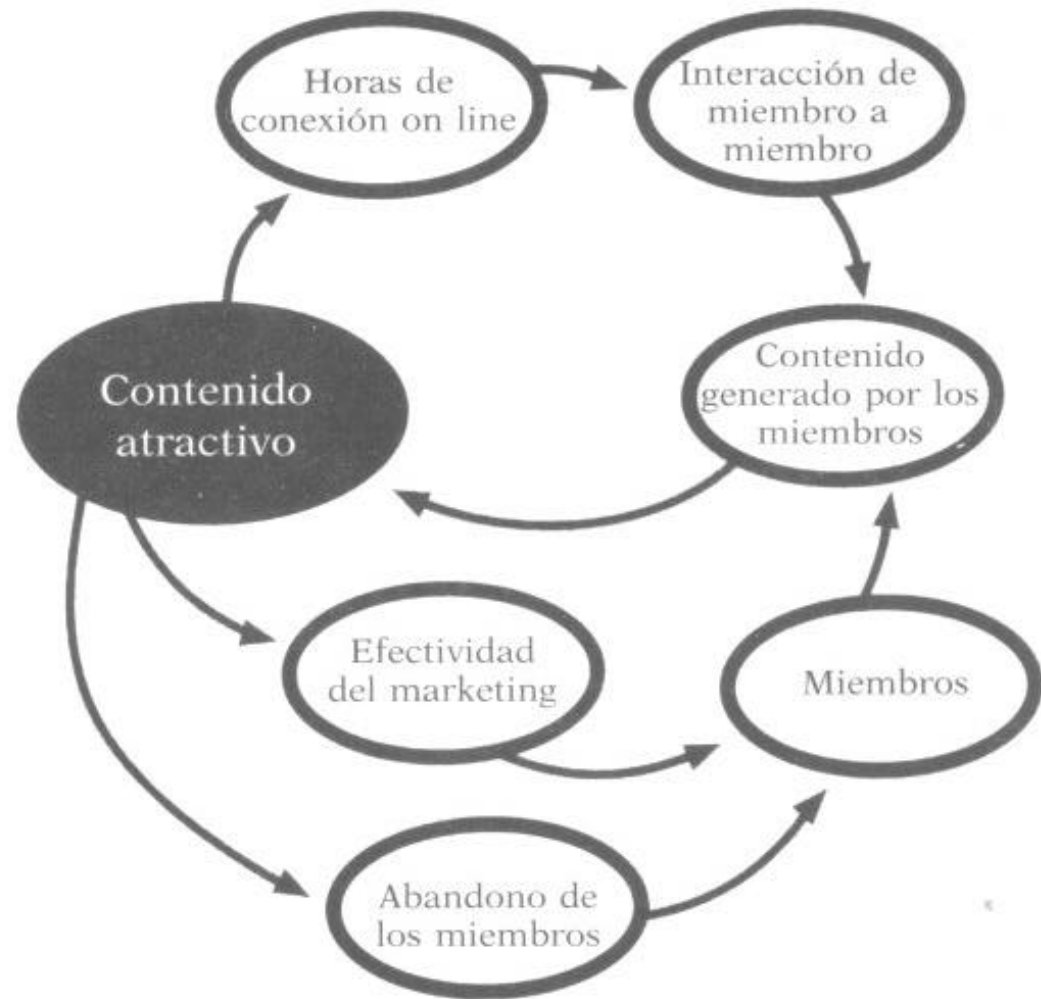 Horas de
conexión on line
Interacción de
miembro a
miembro
Contenido
atractivo
Contenido
generado por los
miembros
Efectividad
del marketing
Miembros
Abandono de
los miembros